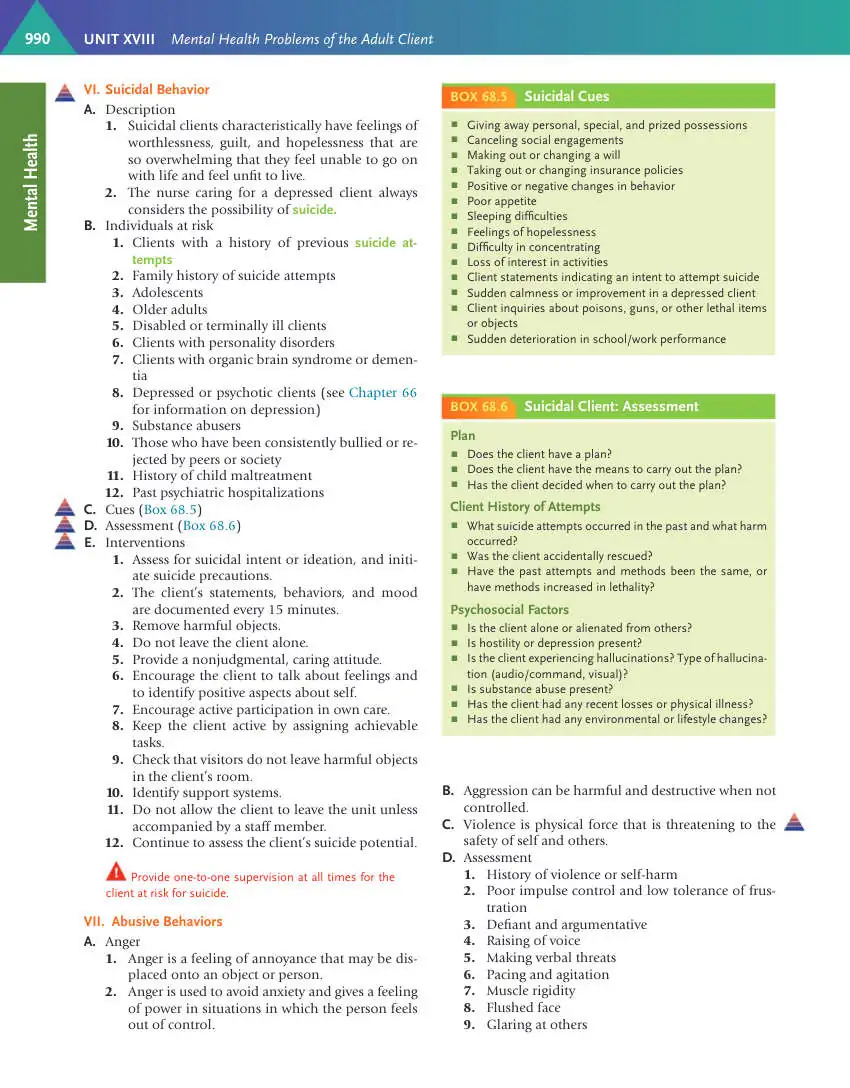 990 UNIT XVIII Mental Health Problems of the Adult Client
Mental Health
VI. Suicidal Behavior
A. Description
1. Suicidal clients characteristically have feelings of
worthlessness, guilt, and hopelessness that are
so overwhelming that they feel unable to go on
with life and feel unfit to live.
2. The nurse caring for a depressed client always
considers the possibility of suicide.
B. Individuals at risk
1. Clients with a history of previous suicide at-
tempts
2. Family history of suicide attempts
3. Adolescents
4. Older adults
5. Disabled or terminally ill clients
6. Clients with personality disorders
7. Clients with organic brain syndrome or demen-
tia
8. Depressed or psychotic clients (see Chapter 66
for information on depression)
9. Substance abusers
10. Those who have been consistently bullied or re-
jected by peers or society
11. History of child maltreatment
12. Past psychiatric hospitalizations
C. Cues (Box 68.5)
D. Assessment (Box 68.6)
E. Interventions
1. Assess for suicidal intent or ideation, and initi-
ate suicide precautions.
2. The client's statements, behaviors, and mood
are documented every 15 minutes.
3. Remove harmful objects.
4. Do not leave the client alone.
5. Provide a nonjudgmental, caring attitude.
6. Encourage the client to talk about feelings and
to identify positive aspects about self.
7. Encourage active participation in own care.
8. Keep the client active by assigning achievable
tasks.
9. Check that visitors do not leave harmful objects
in the client's room.
10. Identify support systems.
11. Do not allow the client to leave the unit unless
accompanied by a staff member.
12. Continue to assess the client's suicide potential.
! Provide one-to-one supervision at all times for the
client at risk for suicide.
VII. Abusive Behaviors
A. Anger
1. Anger is a feeling of annoyance that may be dis-
placed onto an object or person.
2. Anger is used to avoid anxiety and gives a feeling
of power in situations in which the person feels
out of control.
BOX 68.5 Suicidal Cues
■ Giving away personal, special, and prized possessions
■ Canceling social engagements
■ Making out or changing a will
■ Taking out or changing insurance policies
■ Positive or negative changes in behavior
■ Poor appetite
■ Sleeping difficulties
■ Feelings of hopelessness
■ Difficulty in concentrating
■ Loss of interest in activities
■ Client statements indicating an intent to attempt suicide
■ Sudden calmness or improvement in a depressed client
■ Client inquiries about poisons, guns, or other lethal items
or objects
■ Sudden deterioration in school/work performance
BOX 68.6 Suicidal Client: Assessment
Plan
■ Does the client have a plan?
■ Does the client have the means to carry out the plan?
■ Has the client decided when to carry out the plan?
Client History of Attempts
■ What suicide attempts occurred in the past and what harm
occurred?
■ Was the client accidentally rescued?
■ Have the past attempts and methods been the same, or
have methods increased in lethality?
Psychosocial Factors
■ Is the client alone or alienated from others?
■ Is hostility or depression present?
■ Is the client experiencing hallucinations? Type of hallucina-
tion (audio/command, visual)?
■ Is substance abuse present?
■ Has the client had any recent losses or physical illness?
■ Has the client had any environmental or lifestyle changes?
B. Aggression can be harmful and destructive when not
controlled.
C. Violence is physical force that is threatening to the
safety of self and others.
D. Assessment
1. History of violence or self-harm
2. Poor impulse control and low tolerance of frus-
tration
3. Defiant and argumentative
4. Raising of voice
5. Making verbal threats
6. Pacing and agitation
7. Muscle rigidity
8. Flushed face
9. Glaring at others